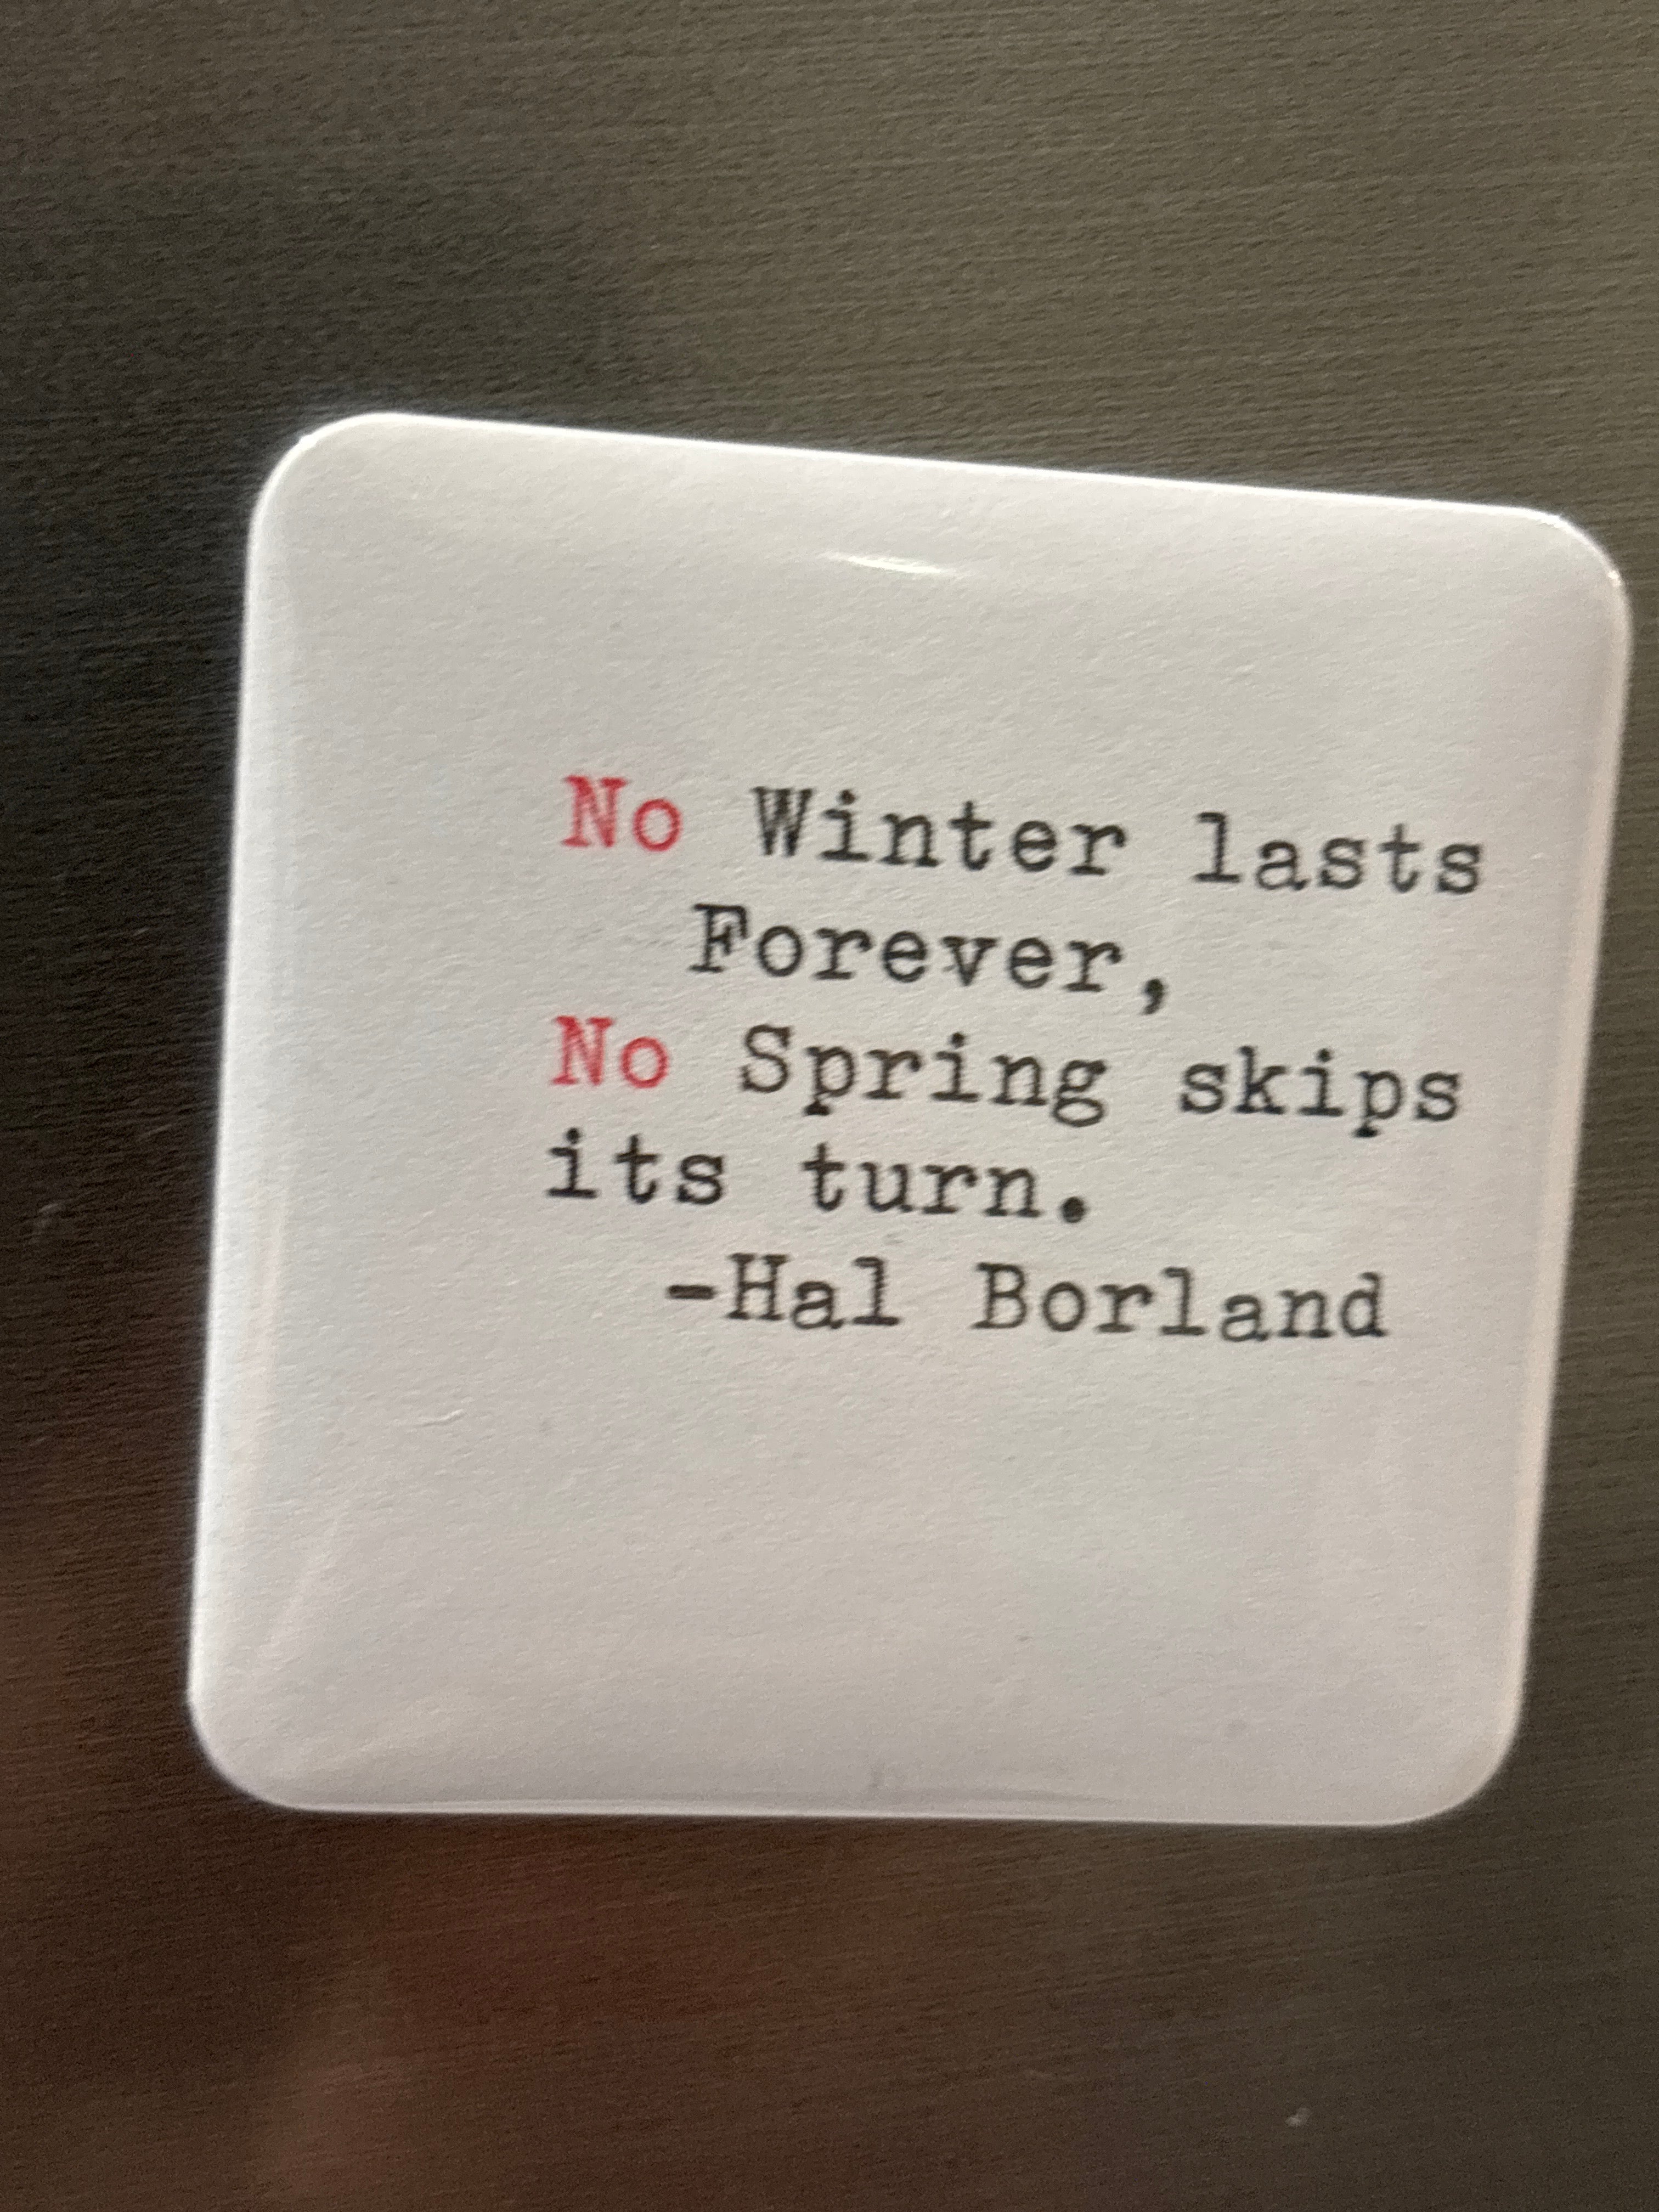 No Winter lasts
Forever,
No Spring skips
its turn.
-Hal Borland